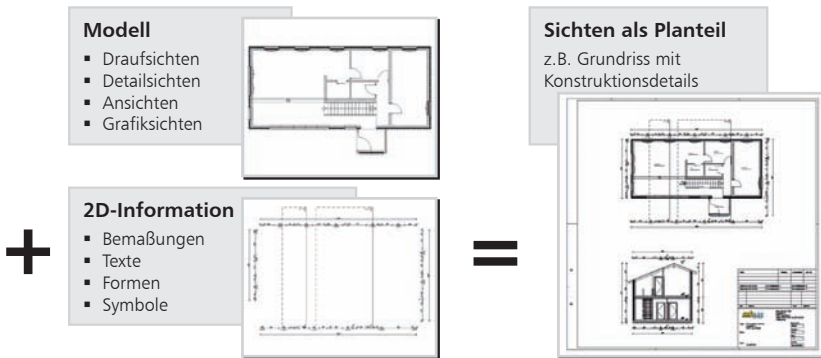 Modell
▪ Draufsichten
▪ Detailsichten
▪ Ansichten
▪ Grafiksichten
+
2D-Information
▪ Bemaßungen
▪ Texte
▪ Formen
▪ Symbole
=
Sichten als Planteil
z.B. Grundriss mit
Konstruktionsdetails